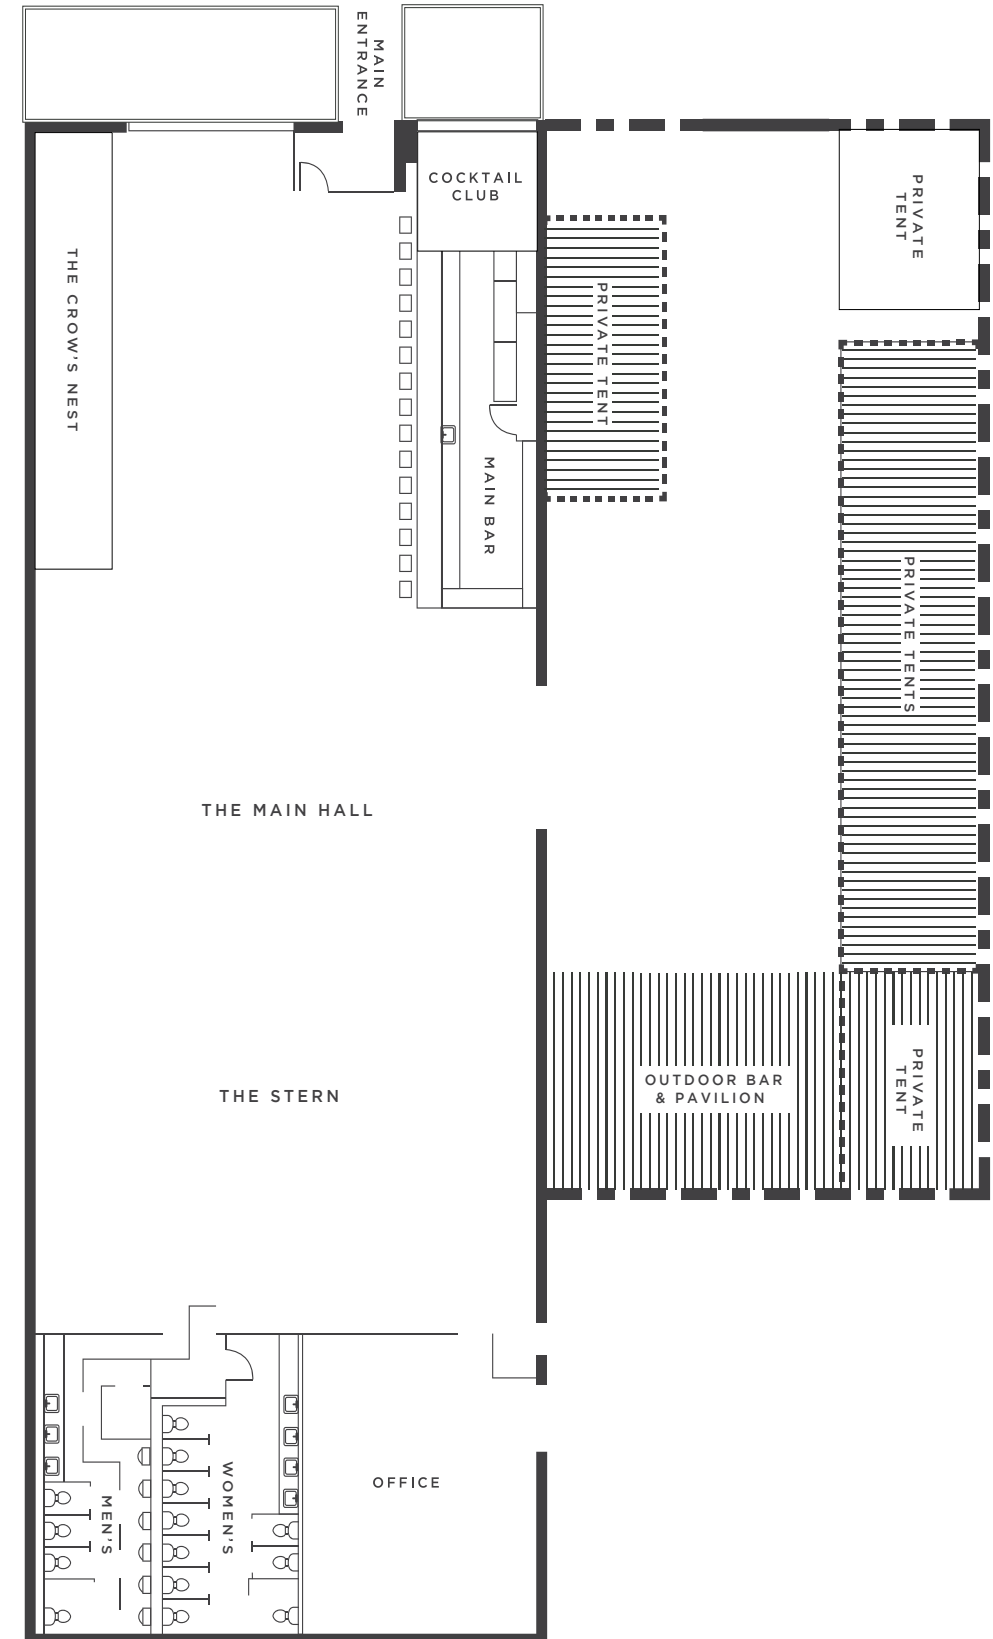 MAIN
ENTRANCE
COCKTAIL
CLUB
PRIVATE
TENT
THE CROW'S NEST
PRIVATE TENT
MAIN BAR
PRIVATE TENTS
THE MAIN HALL
THE STERN
OUTDOOR BAR
& PAVILION
PRIVATE
TENT
MEN'S
WOMEN'S
OFFICE